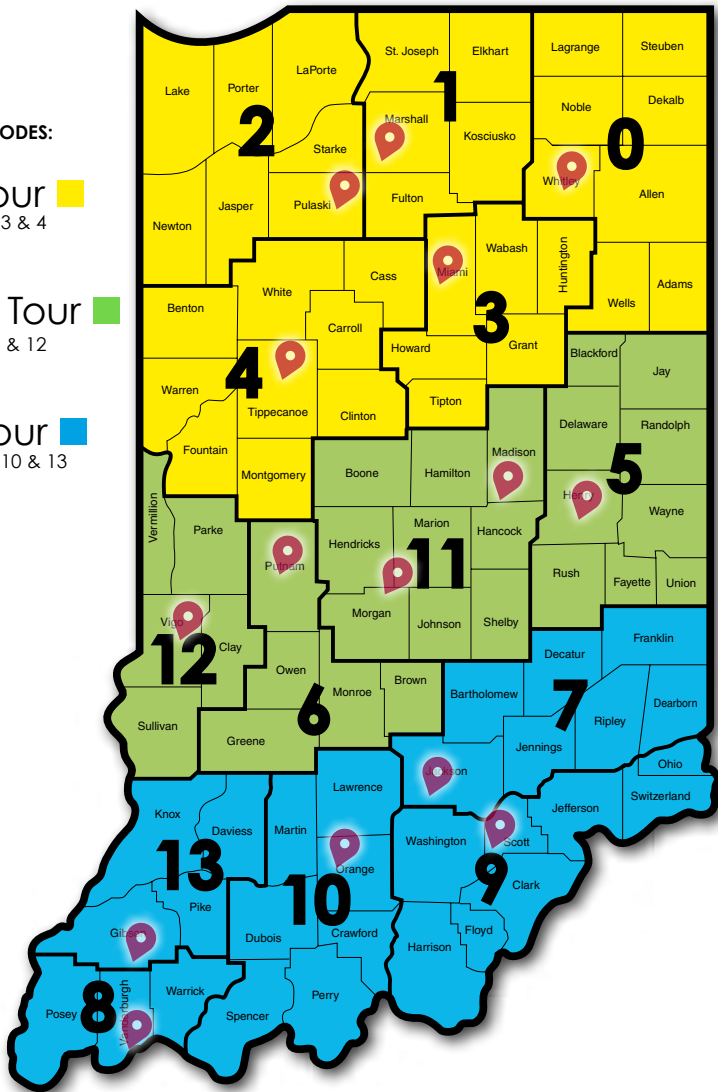 ODES:
our
3 & 4
Tour
& 12
our
10 & 13
Lake
Porter
LaPorte
St. Joseph
Elkhart
Lagrange
Steuben
2
1
0
Starke
Marshall
Kosciusko
Noble
Dekalb
Newton
Jasper
Pulaski
Fulton
Whitley
Allen
Benton
White
Cass
Miami
Wabash
Huntington
Wells
Adams
4
3
Carroll
Howard
Grant
Warren
Tippecanoe
Clinton
Tipton
Fountain
Montgomery
Blackford
Jay
Delaware
Randolph
5
Henry
Wayne
Rush
Fayette
Union
Boone
Hamilton
Madison
Hendricks
Marion
Hancock
11
Morgan
Johnson
Shelby
Vermillion
Parke
Putnam
Vigo
12
Clay
Owen
Monroe
Brown
6
Sullivan
Greene
Bartholomew
Decatur
Franklin
7
Jennings
Ripley
Dearborn
Ohio
Jackson
Jefferson
Switzerland
Knox
Daviess
Martin
Lawrence
13
10
Orange
Washington
Scott
9
Clark
Gibson
Pike
Dubois
Crawford
Harrison
Floyd
8
Posey
Vanderburgh
Warrick
Spencer
Perry